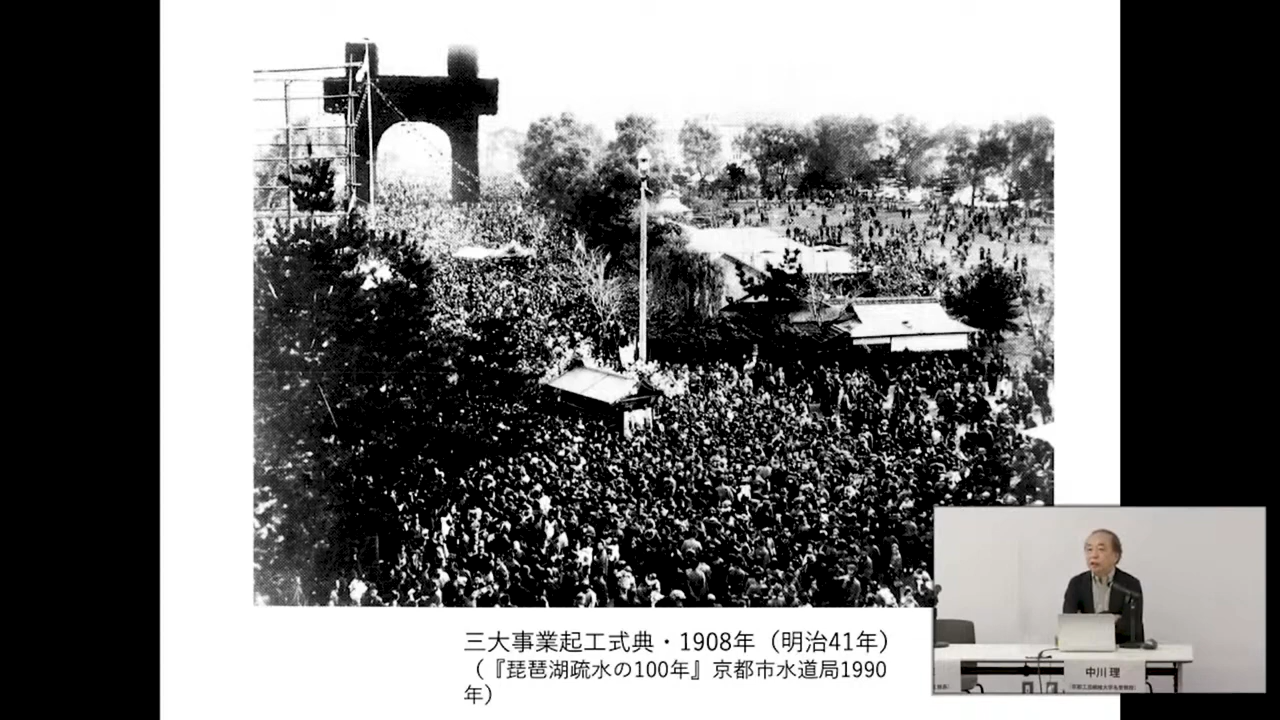 三大事業起工式典・1908年（明治41年）
（『琵琶湖疏水の100年』京都市水道局1990
年）
中川 理